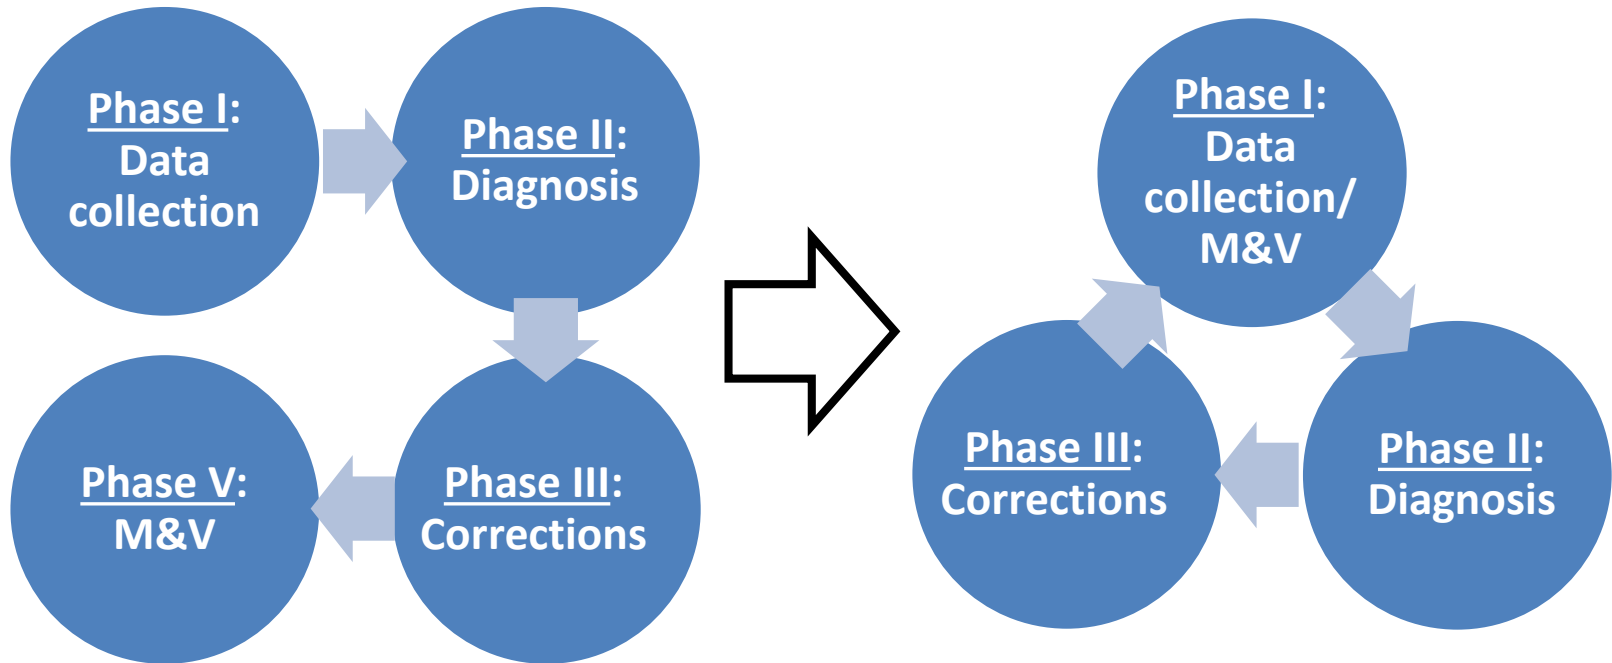 Phase I:
Data
collection
Phase II:
Diagnosis
Phase III:
Corrections
Phase V:
M&V
Phase I:
Data
collection/
M&V
Phase II:
Diagnosis
Phase III:
Corrections